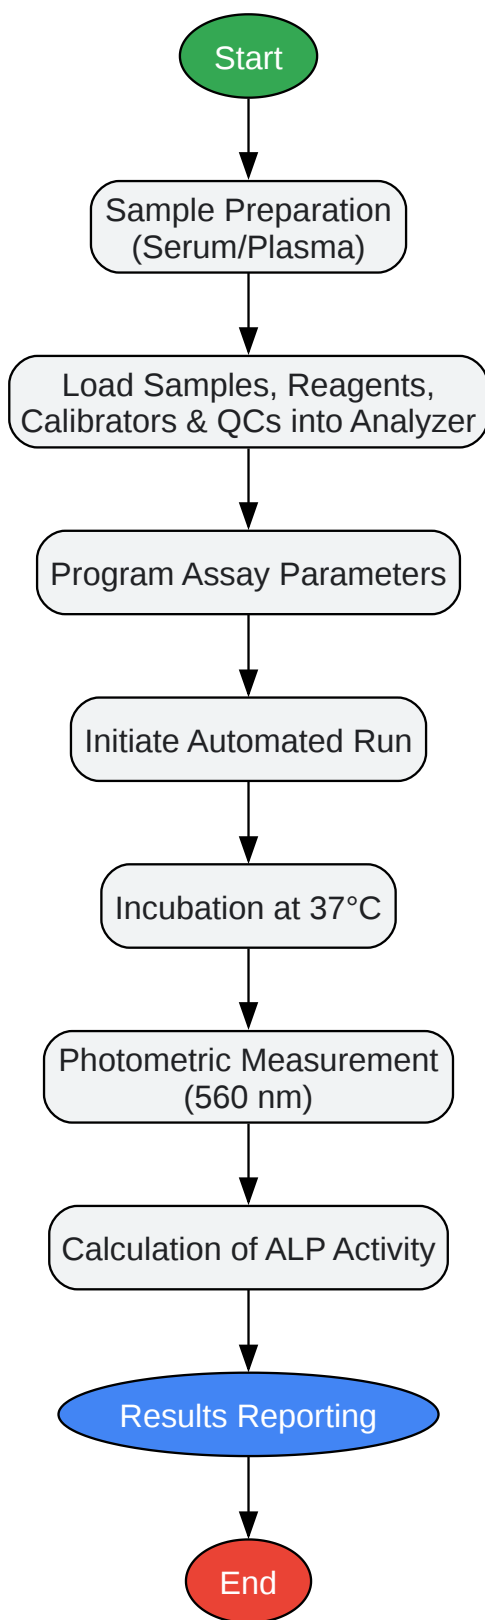 Start
Sample Preparation
(Serum/Plasma)
Load Samples, Reagents,
Calibrators & QCs into Analyzer
Program Assay Parameters
Initiate Automated Run
Incubation at 37°C
Photometric Measurement
(560 nm)
Calculation of ALP Activity
Results Reporting
End